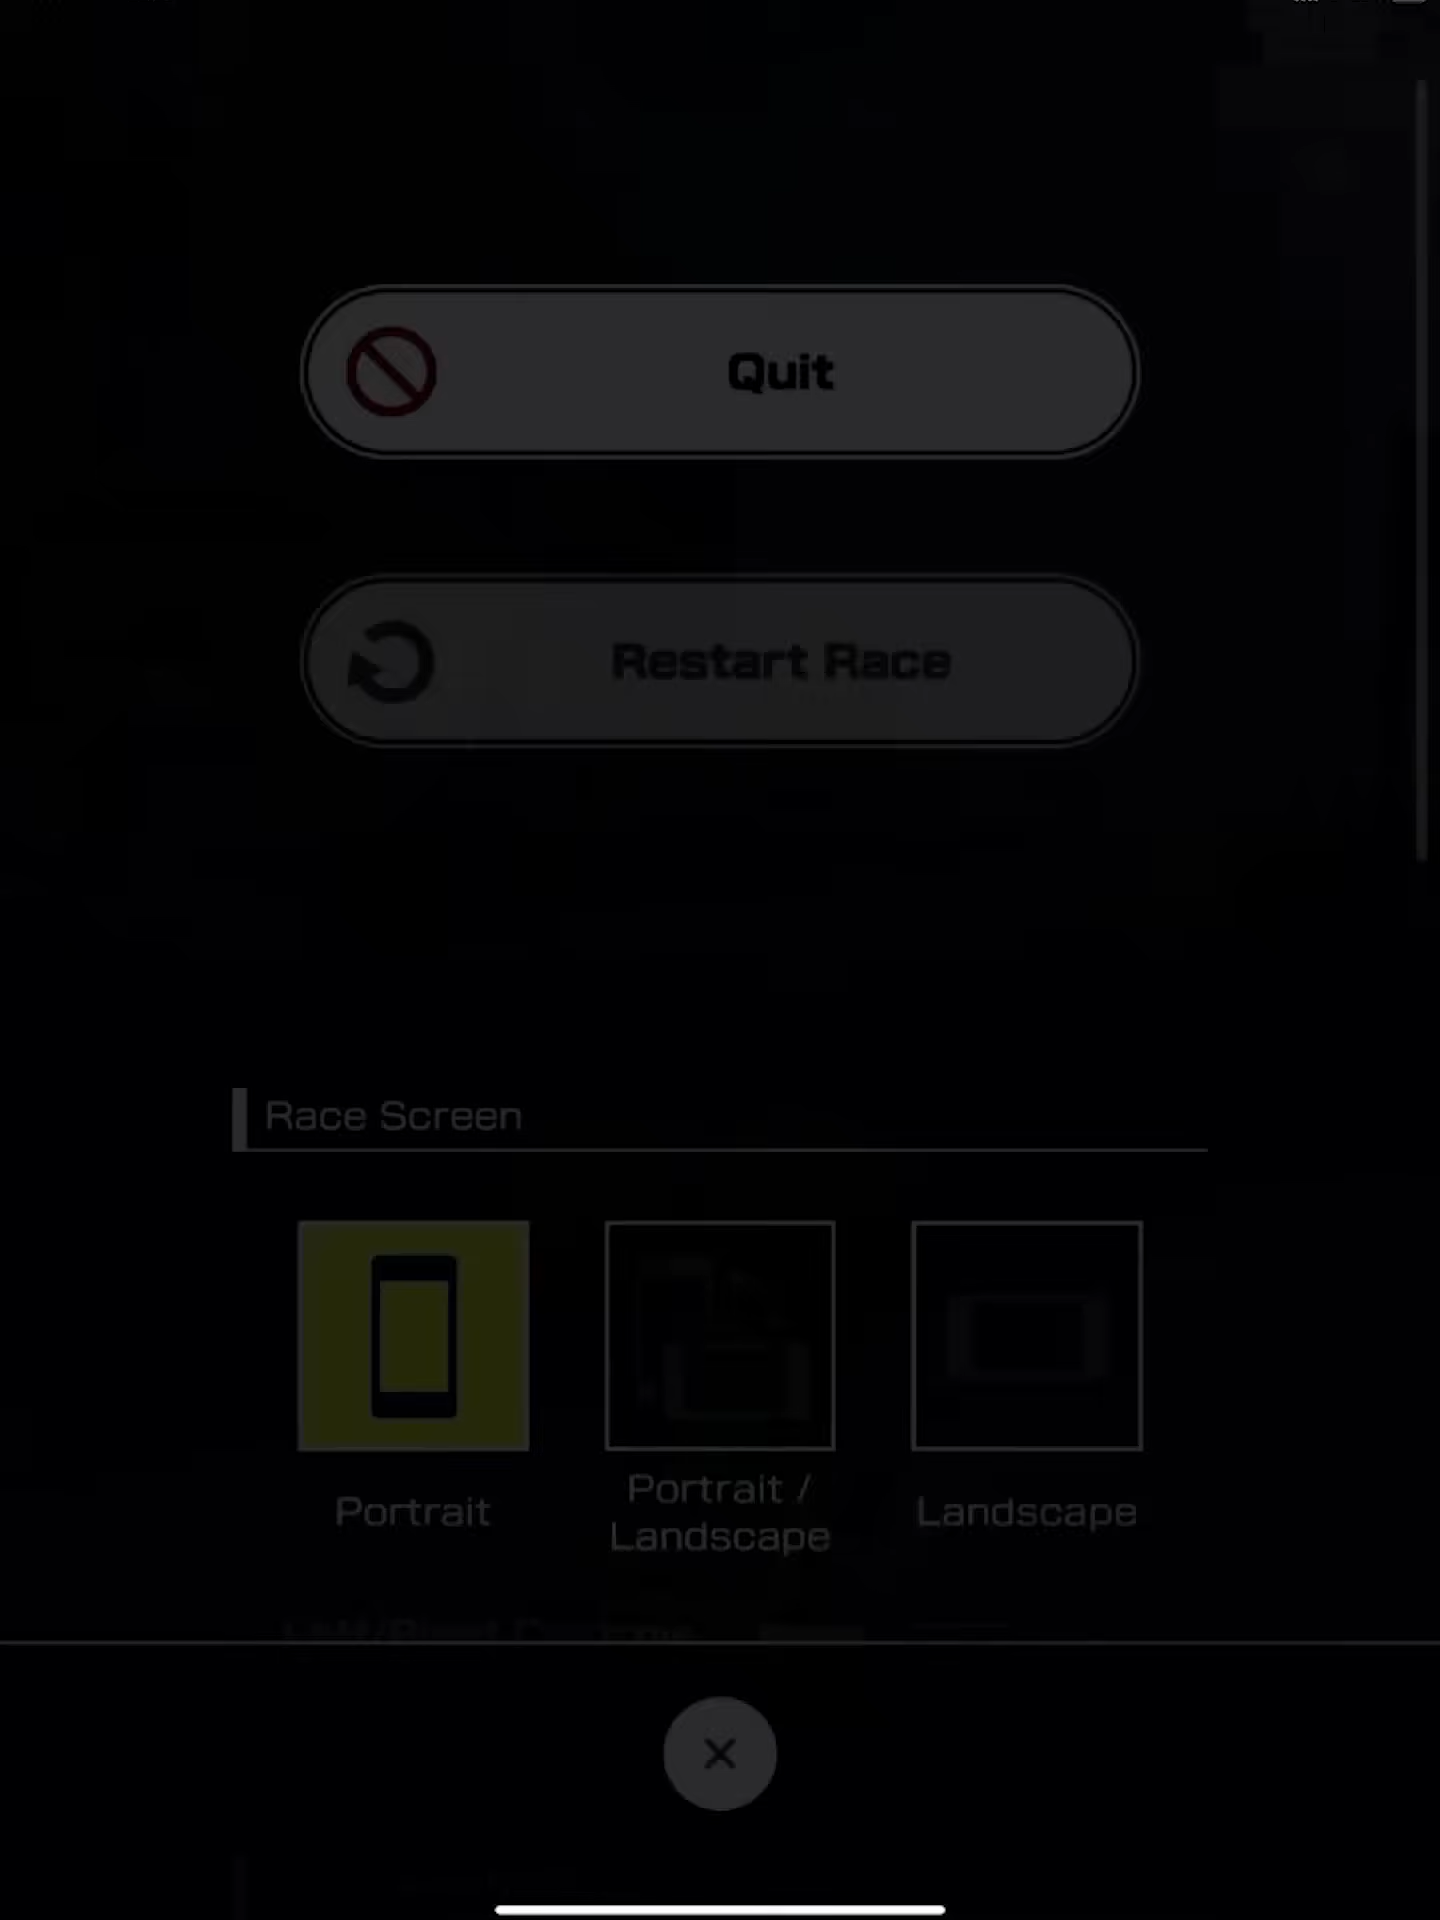 Quit
Restart Race
Race Screen
Portrait
Portrait /
Landscape
Landscape